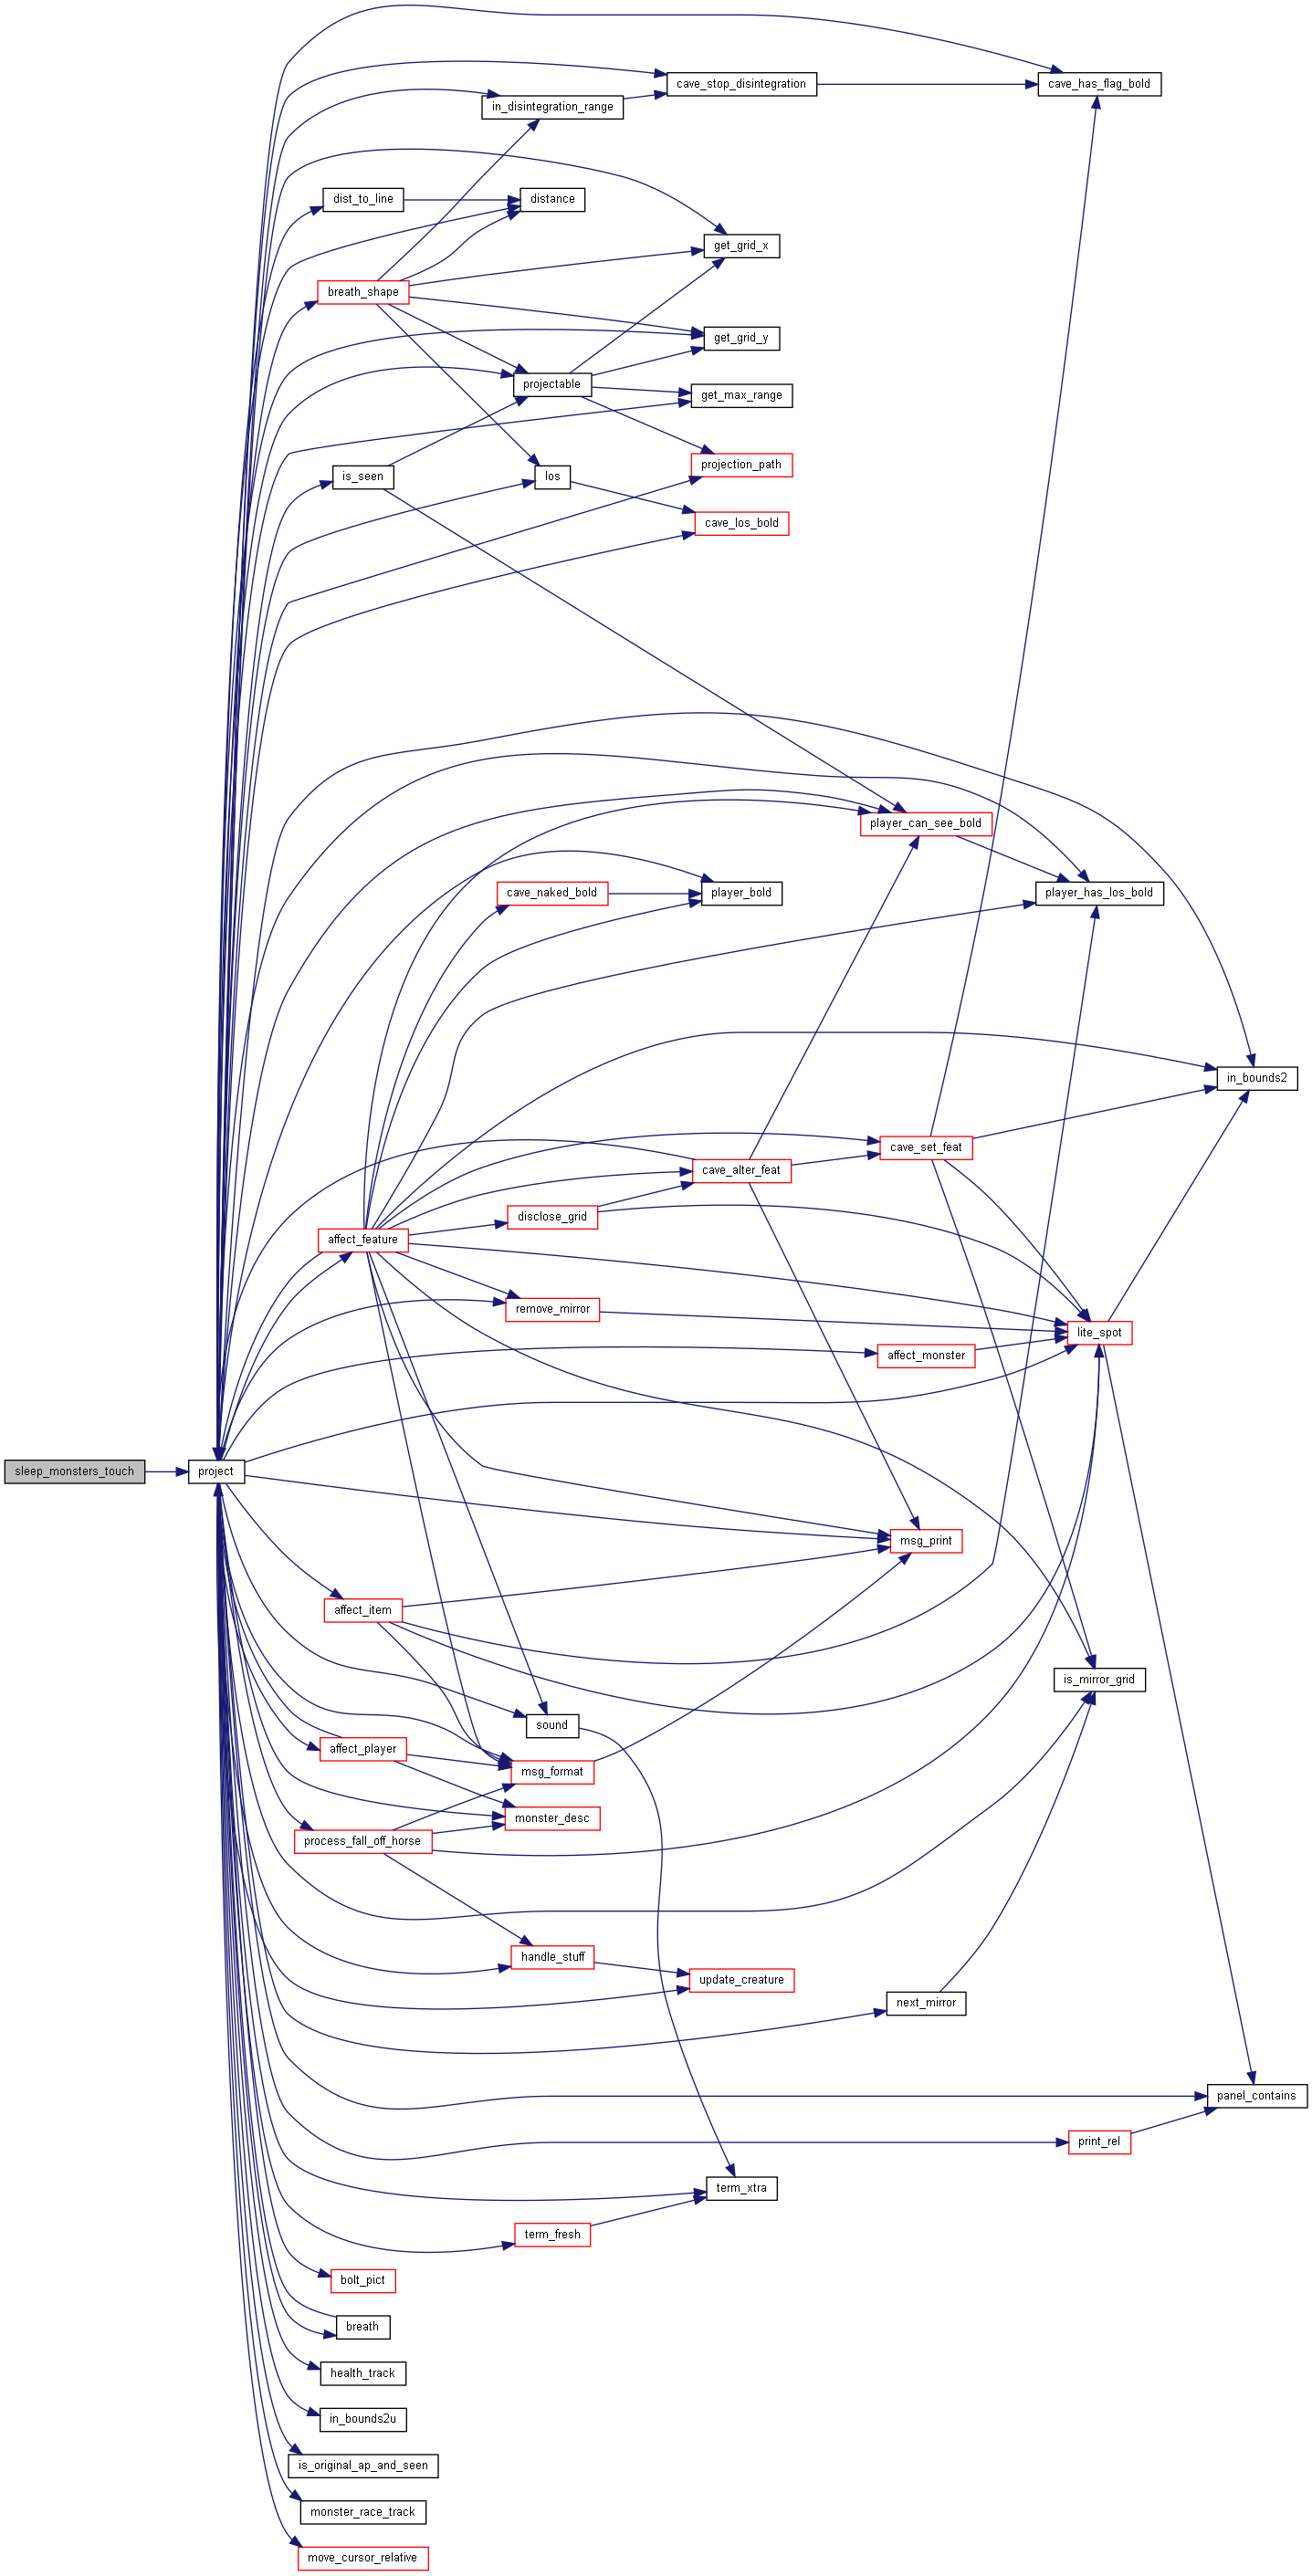 cave_stop_disintegration
cave_has_flag_bold
in_disintegration_range
dist_to_line
distance
get_grid_x
breath_shape
get_grid_y
projectable
get_max_range
projection_path
is_seen
los
cave_los_bold
player_can_see_bold
cave_naked_bold
player_bold
player_has_los_bold
in_bounds2
cave_set_feat
cave_alter_feat
disclose_grid
affect_feature
remove_mirror
lite_spot
affect_monster
sleep_monsters_touch
project
msg_print
affect_item
is_mirror_grid
sound
affect_player
msg_format
monster_desc
process_fall_off_horse
handle_stuff
update_creature
next_mirror
panel_contains
print_rel
term_xtra
term_fresh
bolt_pict
breath
health_track
in_bounds2u
is_original_ap_and_seen
monster_race_track
move_cursor_relative